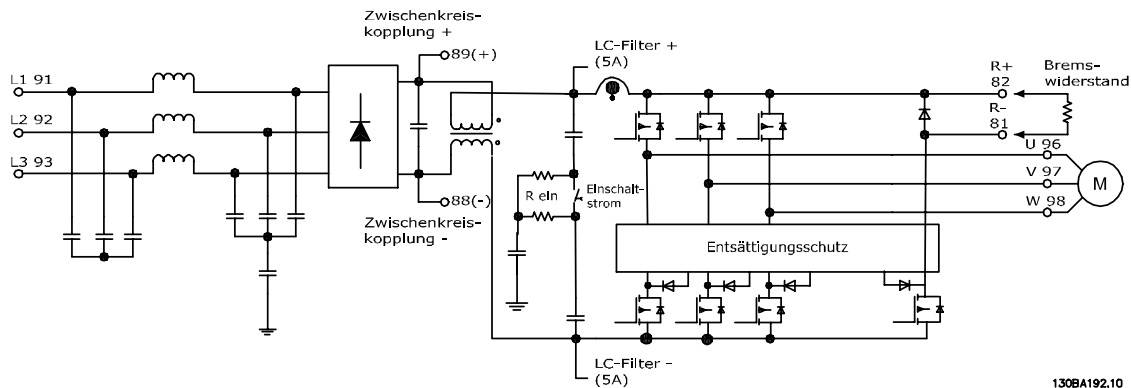 Zwischenkreis-
kopplung +
89(+)
LC-Filter +
(5A)
L1 91
L2 92
L3 93
R+
82
Brems-
widerstand
R-
81
U 96
V 97
W 98
M
R eIn
EInschalt-
strom
88(-)
Zwischenkreis-
kopplung -
Entsättigungsschutz
LC-Filter -
(5A)
130BA192.10